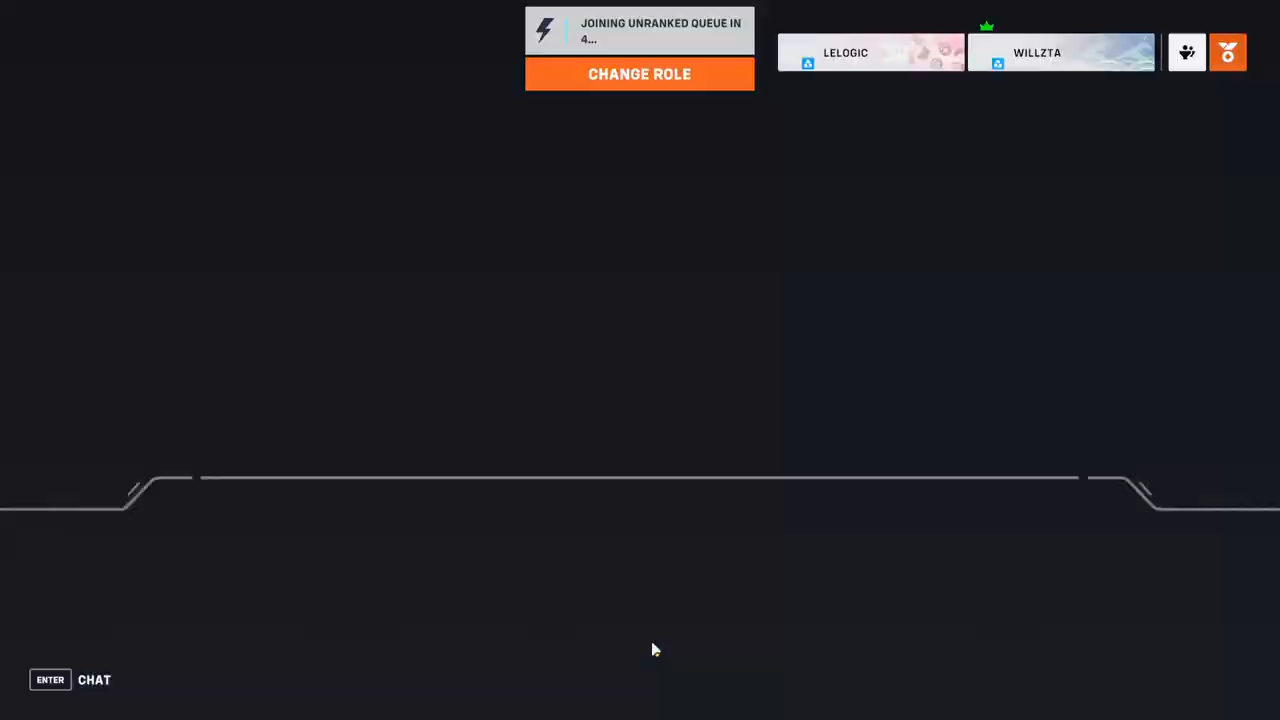 JOINING UNRANKED QUEUE IN
4...
CHANGE ROLE
LELOGIC
WILLZTA
ENTER CHAT